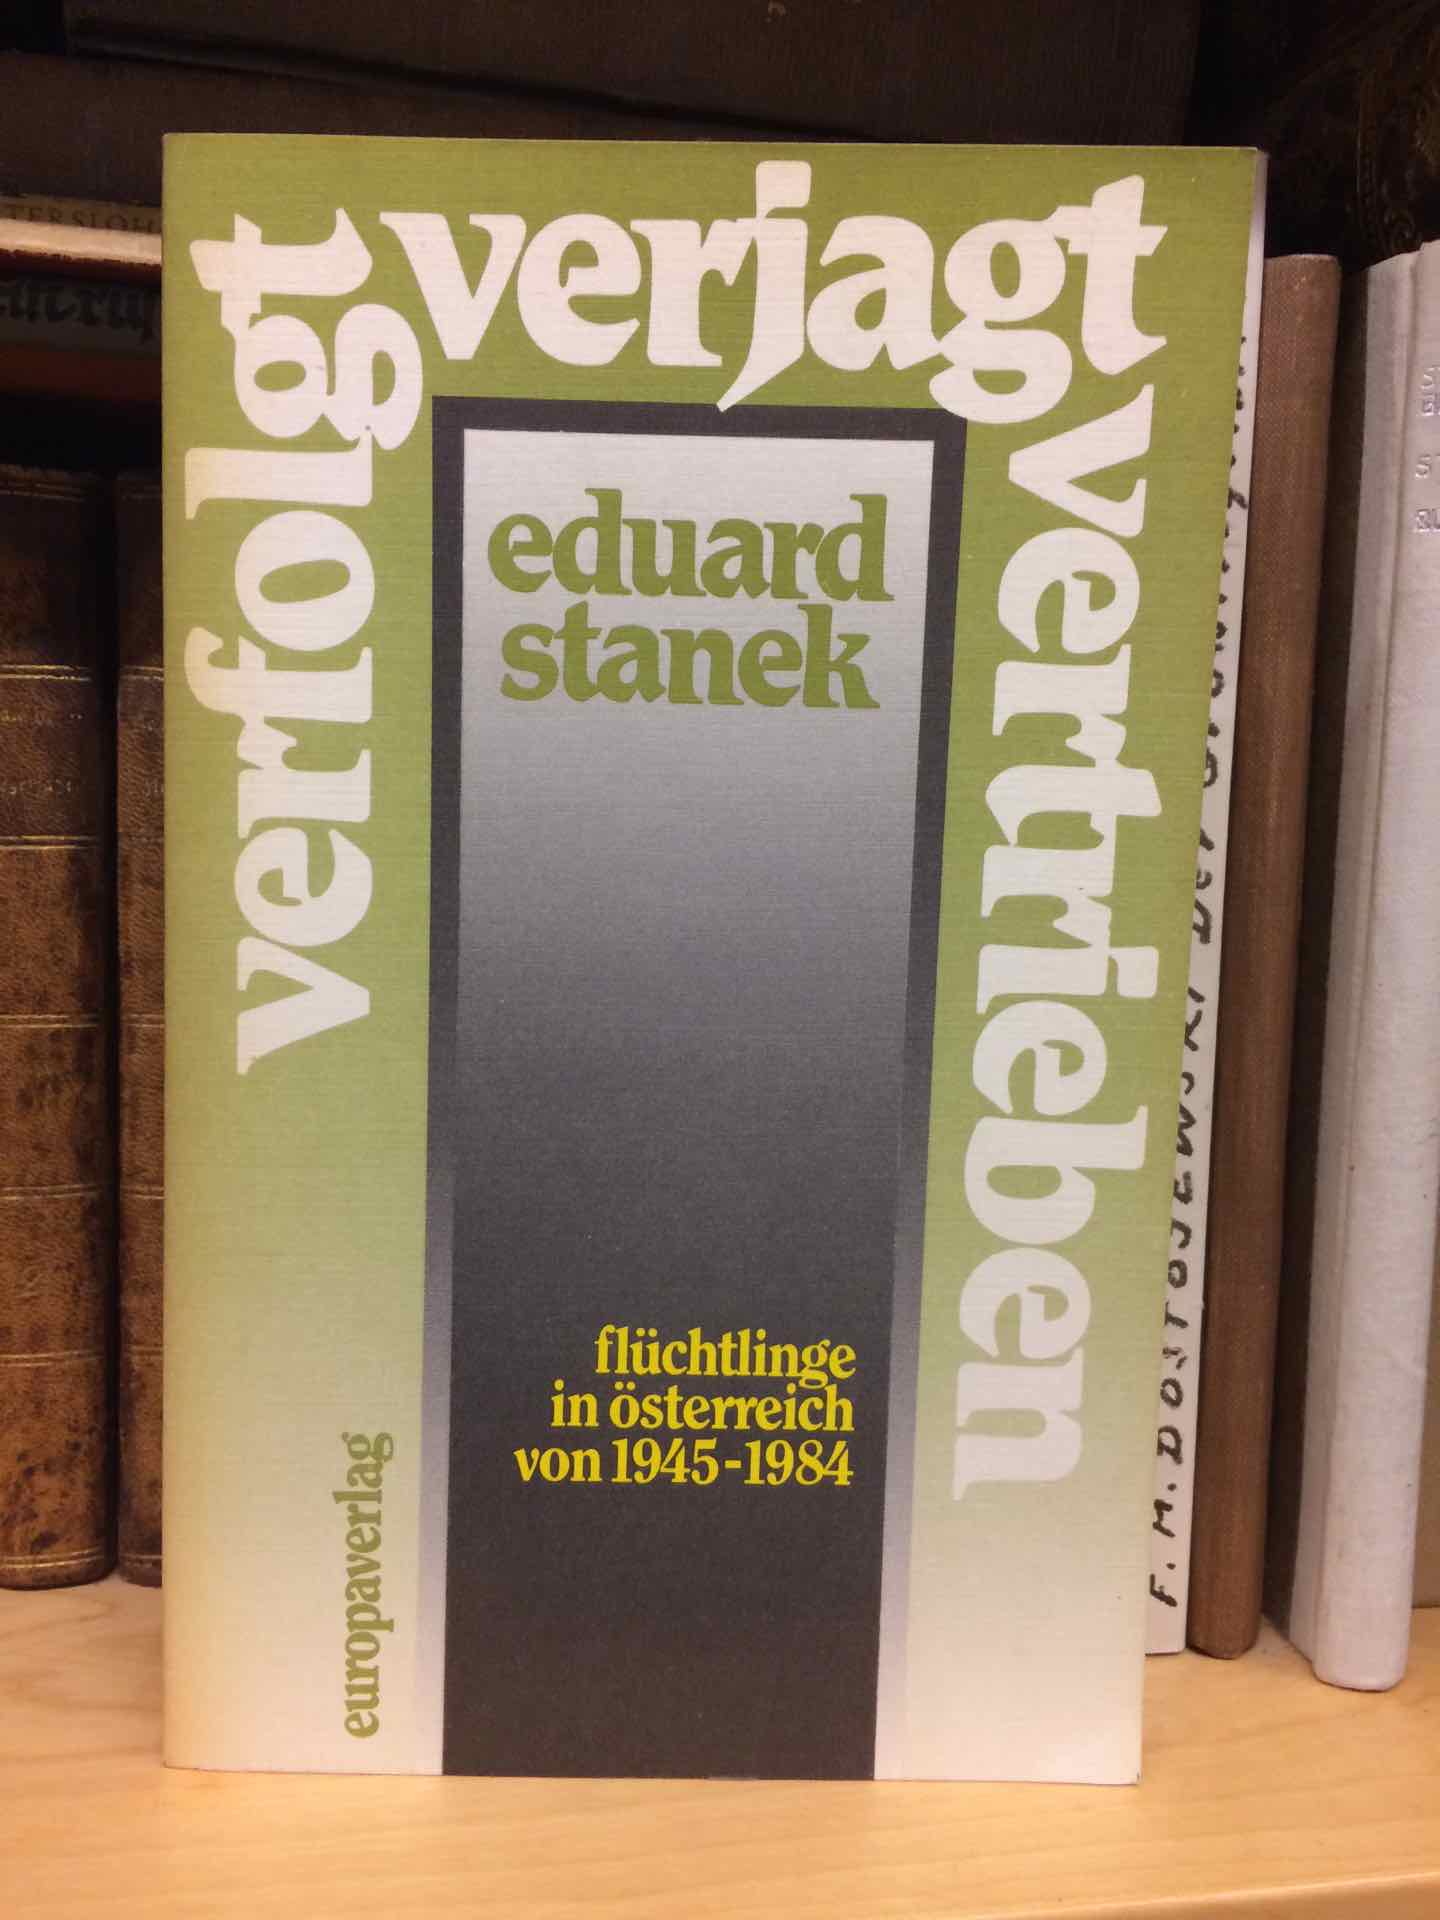 verfolgt
verjagt
vertrieben
eduard
stanek
flüchtlinge
in österreich
von 1945-1984
europaverlag
F. M. DOSTOJEWSKI